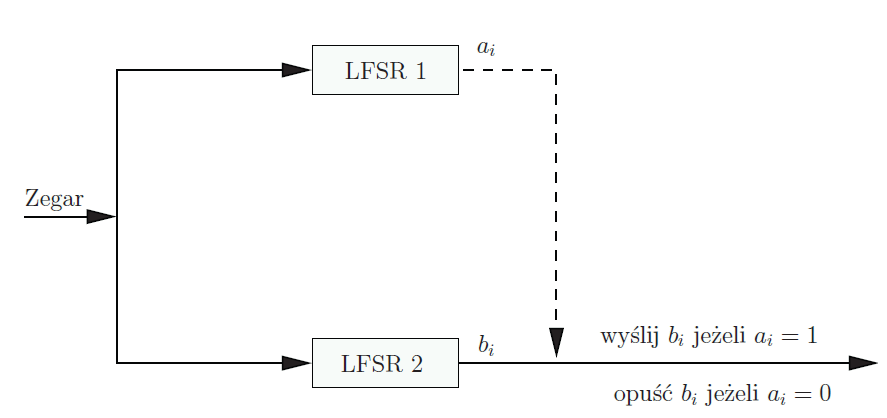 LFSR 1
a_i
Zegar
LFSR 2
b_i
wyślij b_i jeżeli a_i = 1
opuść b_i jeżeli a_i = 0